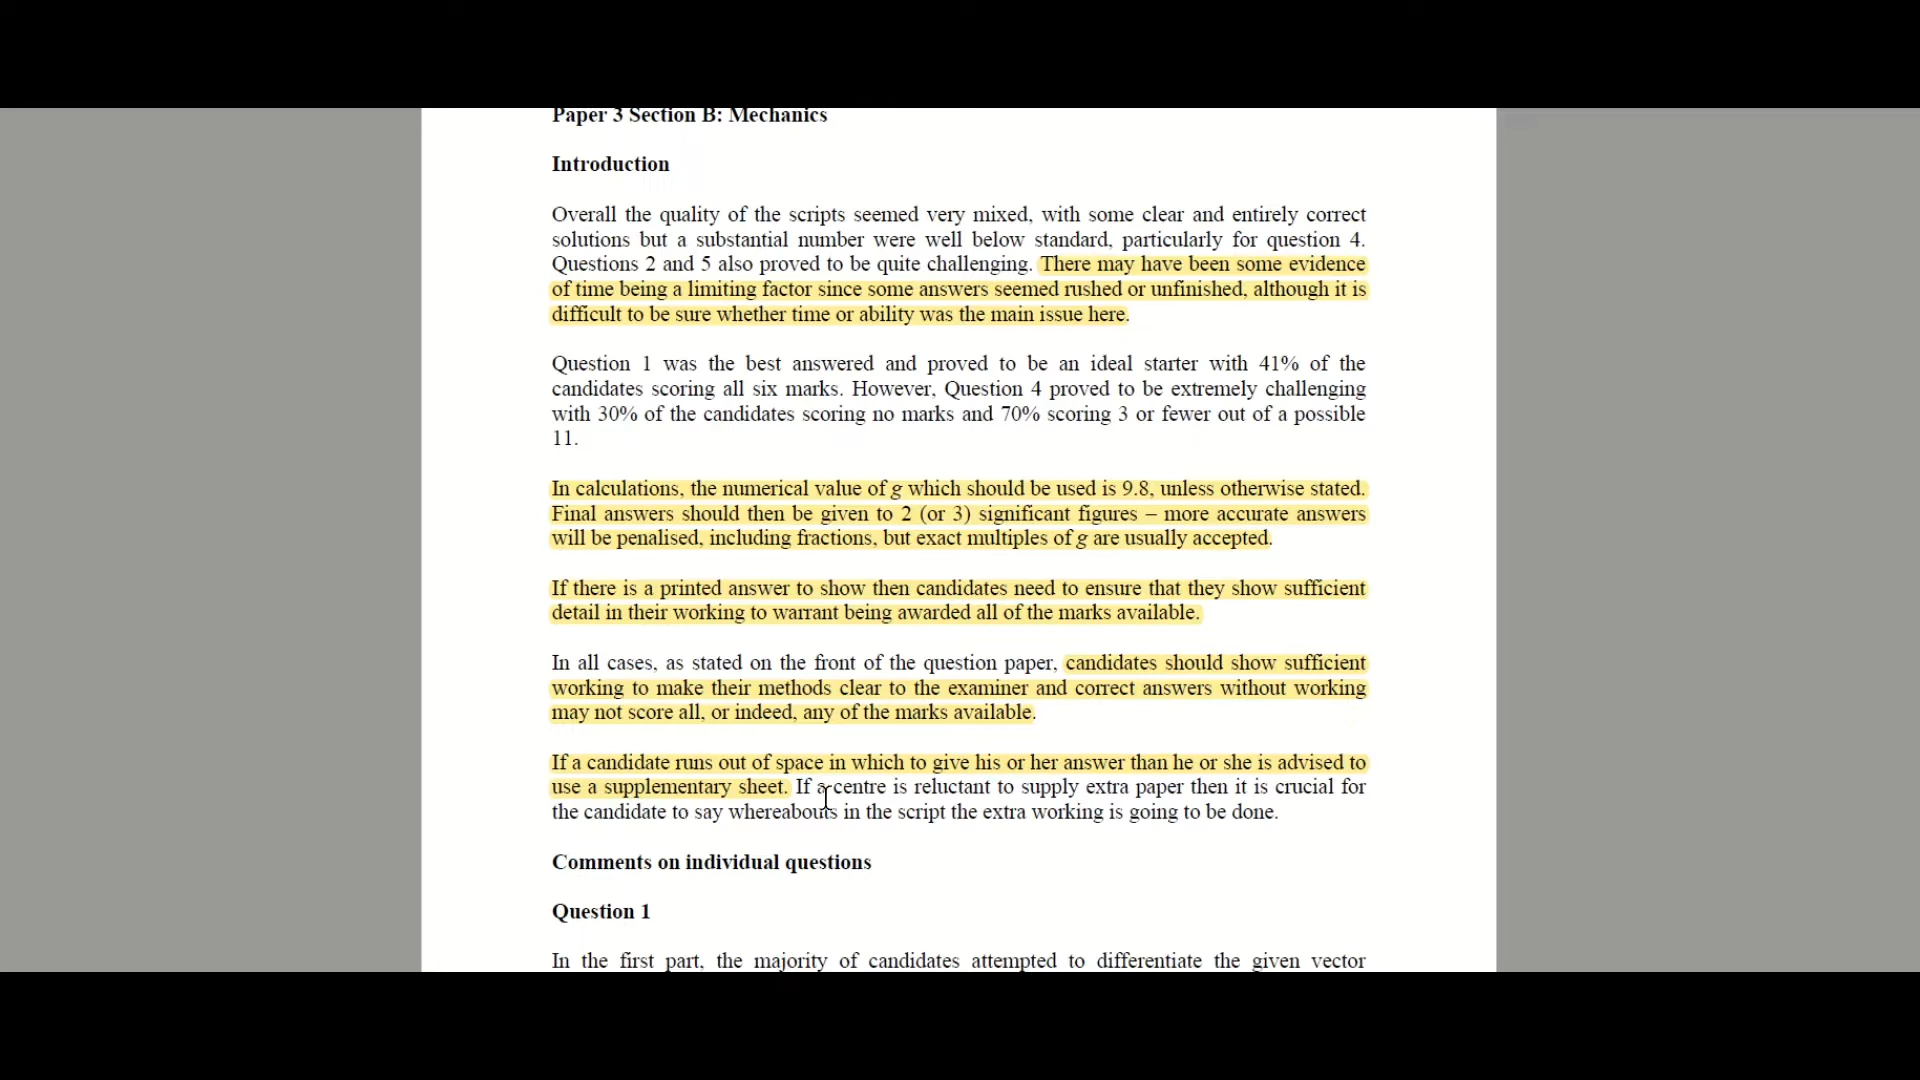 Paper 3 Section B: Mechanics
Introduction
Overall the quality of the scripts seemed very mixed, with some clear and entirely correct
solutions but a substantial number were well below standard, particularly for question 4.
Questions 2 and 5 also proved to be quite challenging. There may have been some evidence
of time being a limiting factor since some answers seemed rushed or unfinished, although it is
difficult to be sure whether time or ability was the main issue here.
Question 1 was the best answered and proved to be an ideal starter with 41% of the
candidates scoring all six marks. However, Question 4 proved to be extremely challenging
with 30% of the candidates scoring no marks and 70% scoring 3 or fewer out of a possible
11.
In calculations, the numerical value of g which should be used is 9.8, unless otherwise stated.
Final answers should then be given to 2 (or 3) significant figures – more accurate answers
will be penalised, including fractions, but exact multiples of g are usually accepted.
If there is a printed answer to show then candidates need to ensure that they show sufficient
detail in their working to warrant being awarded all of the marks available.
In all cases, as stated on the front of the question paper, candidates should show sufficient
working to make their methods clear to the examiner and correct answers without working
may not score all, or indeed, any of the marks available.
If a candidate runs out of space in which to give his or her answer than he or she is advised to
use a supplementary sheet. If a centre is reluctant to supply extra paper then it is crucial for
the candidate to say whereabouts in the script the extra working is going to be done.
Comments on individual questions
Question 1
In the first part, the majority of candidates attempted to differentiate the given vector